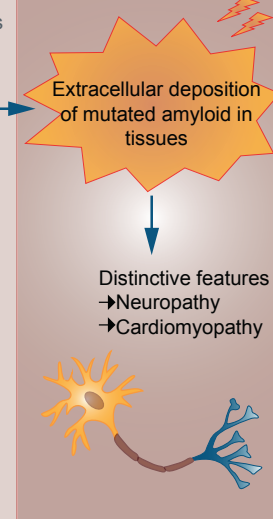 s
Extracellular deposition
of mutated amyloid in
tissues
Distinctive features
→Neuropathy
→Cardiomyopathy